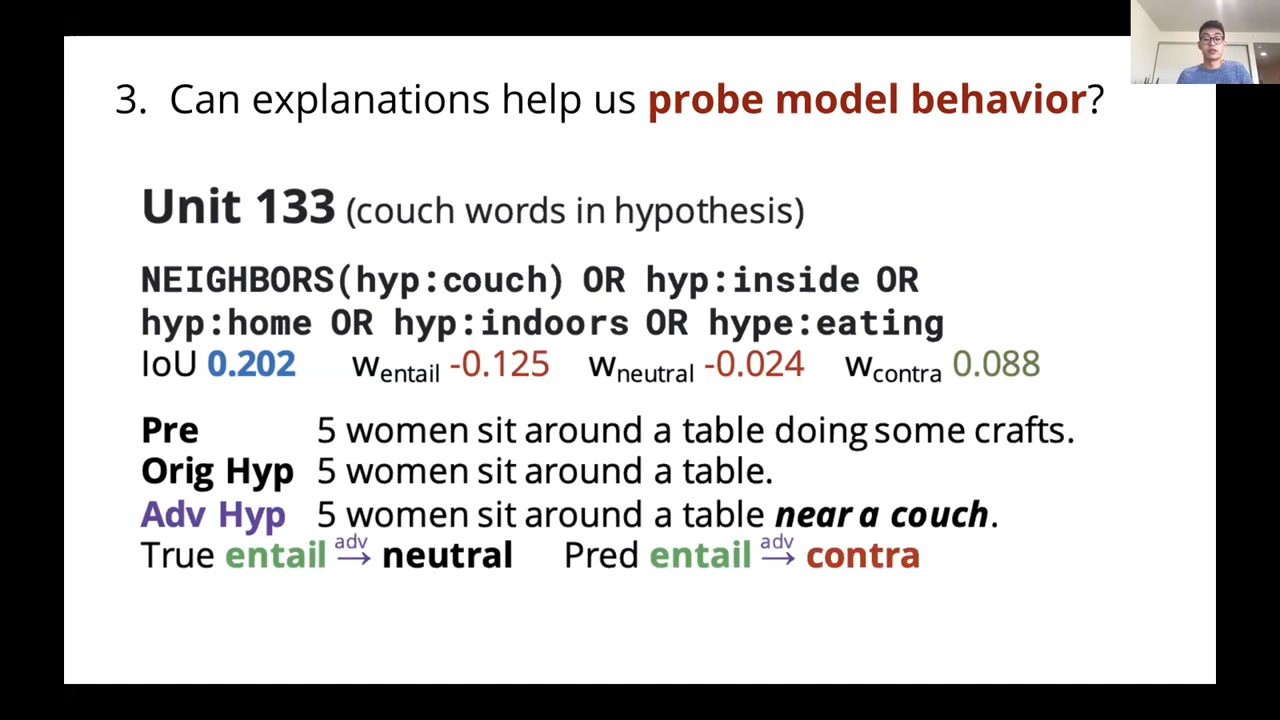 3. Can explanations help us probe model behavior?
Unit 133 (couch words in hypothesis)
NEIGHBORS(hyp:couch) OR hyp:inside OR
hyp:home OR hyp:indoors OR hype:eating
IoU 0.202 wentail -0.125 wneutral -0.024 wcontra 0.088
Pre 5 women sit around a table doing some crafts.
Orig Hyp 5 women sit around a table.
Adv Hyp 5 women sit around a table near a couch.
True entail adv→ neutral Pred entail adv→ contra